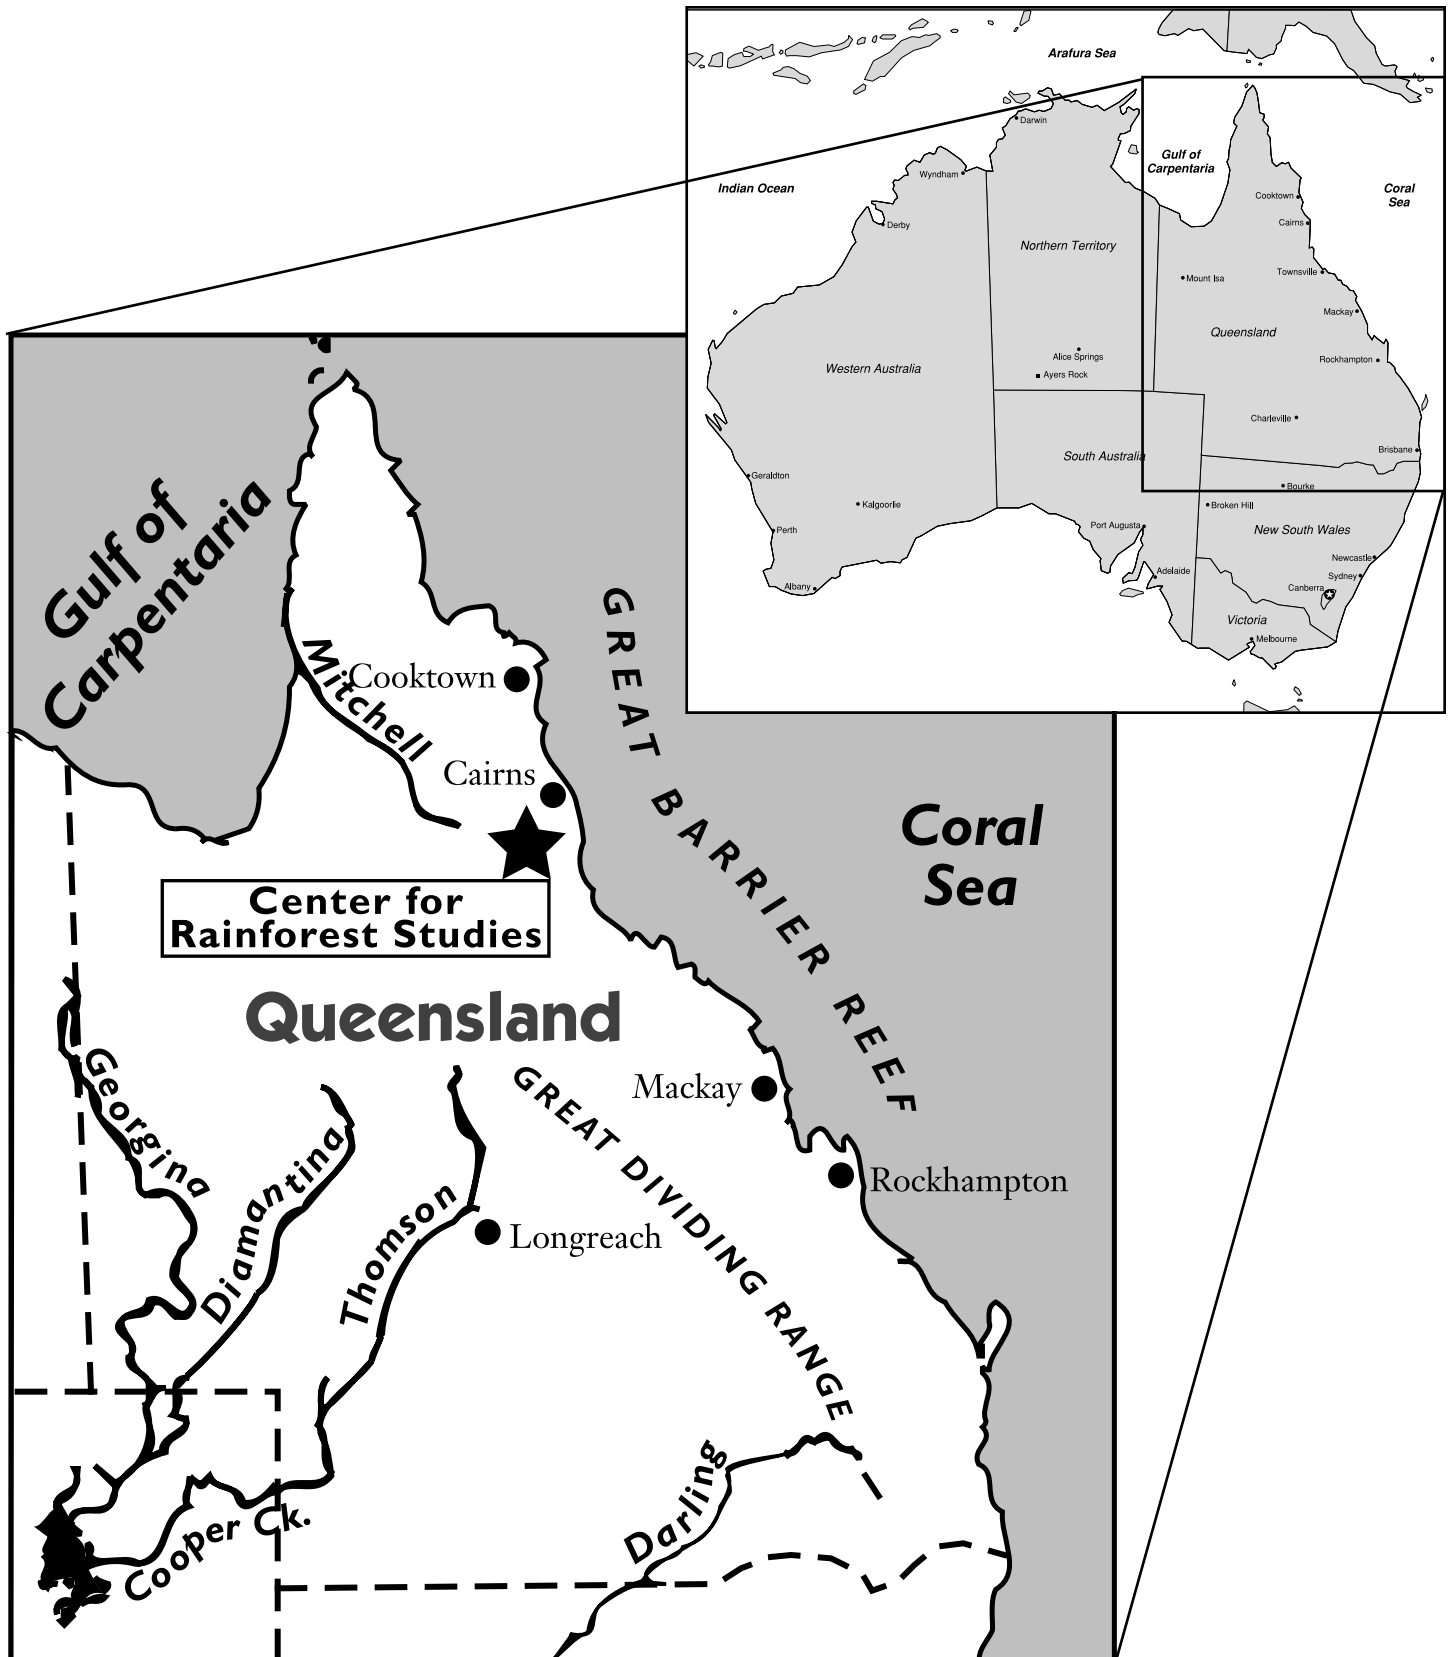 Arafura Sea
Darwin
Gulf of
Carpentaria
Wyndham
Indian Ocean
Coral
Sea
Cooktown
Cairns
Derby
Northern Territory
Mount Isa
Townsville
Mackay
Queensland
Alice Springs
Rockhampton
Western Australia
Ayers Rock
Charleville
South Australia
Brisbane
Geraldton
Bourke
Kalgoorlie
Broken Hill
Perth
Port Augusta
New South Wales
Newcastle
Adelaide
Sydney
Albany
Canberra
Victoria
Melbourne
Gulf of
Carpentaria
GREAT BARRIER REEF
Mitchell
Cooktown
Cairns
Coral
Sea
Center for
Rainforest Studies
Queensland
Georgina
Diamantina
Thomson
GREAT DIVIDING RANGE
Mackay
Rockhampton
Longreach
Darling
Cooper Ck.